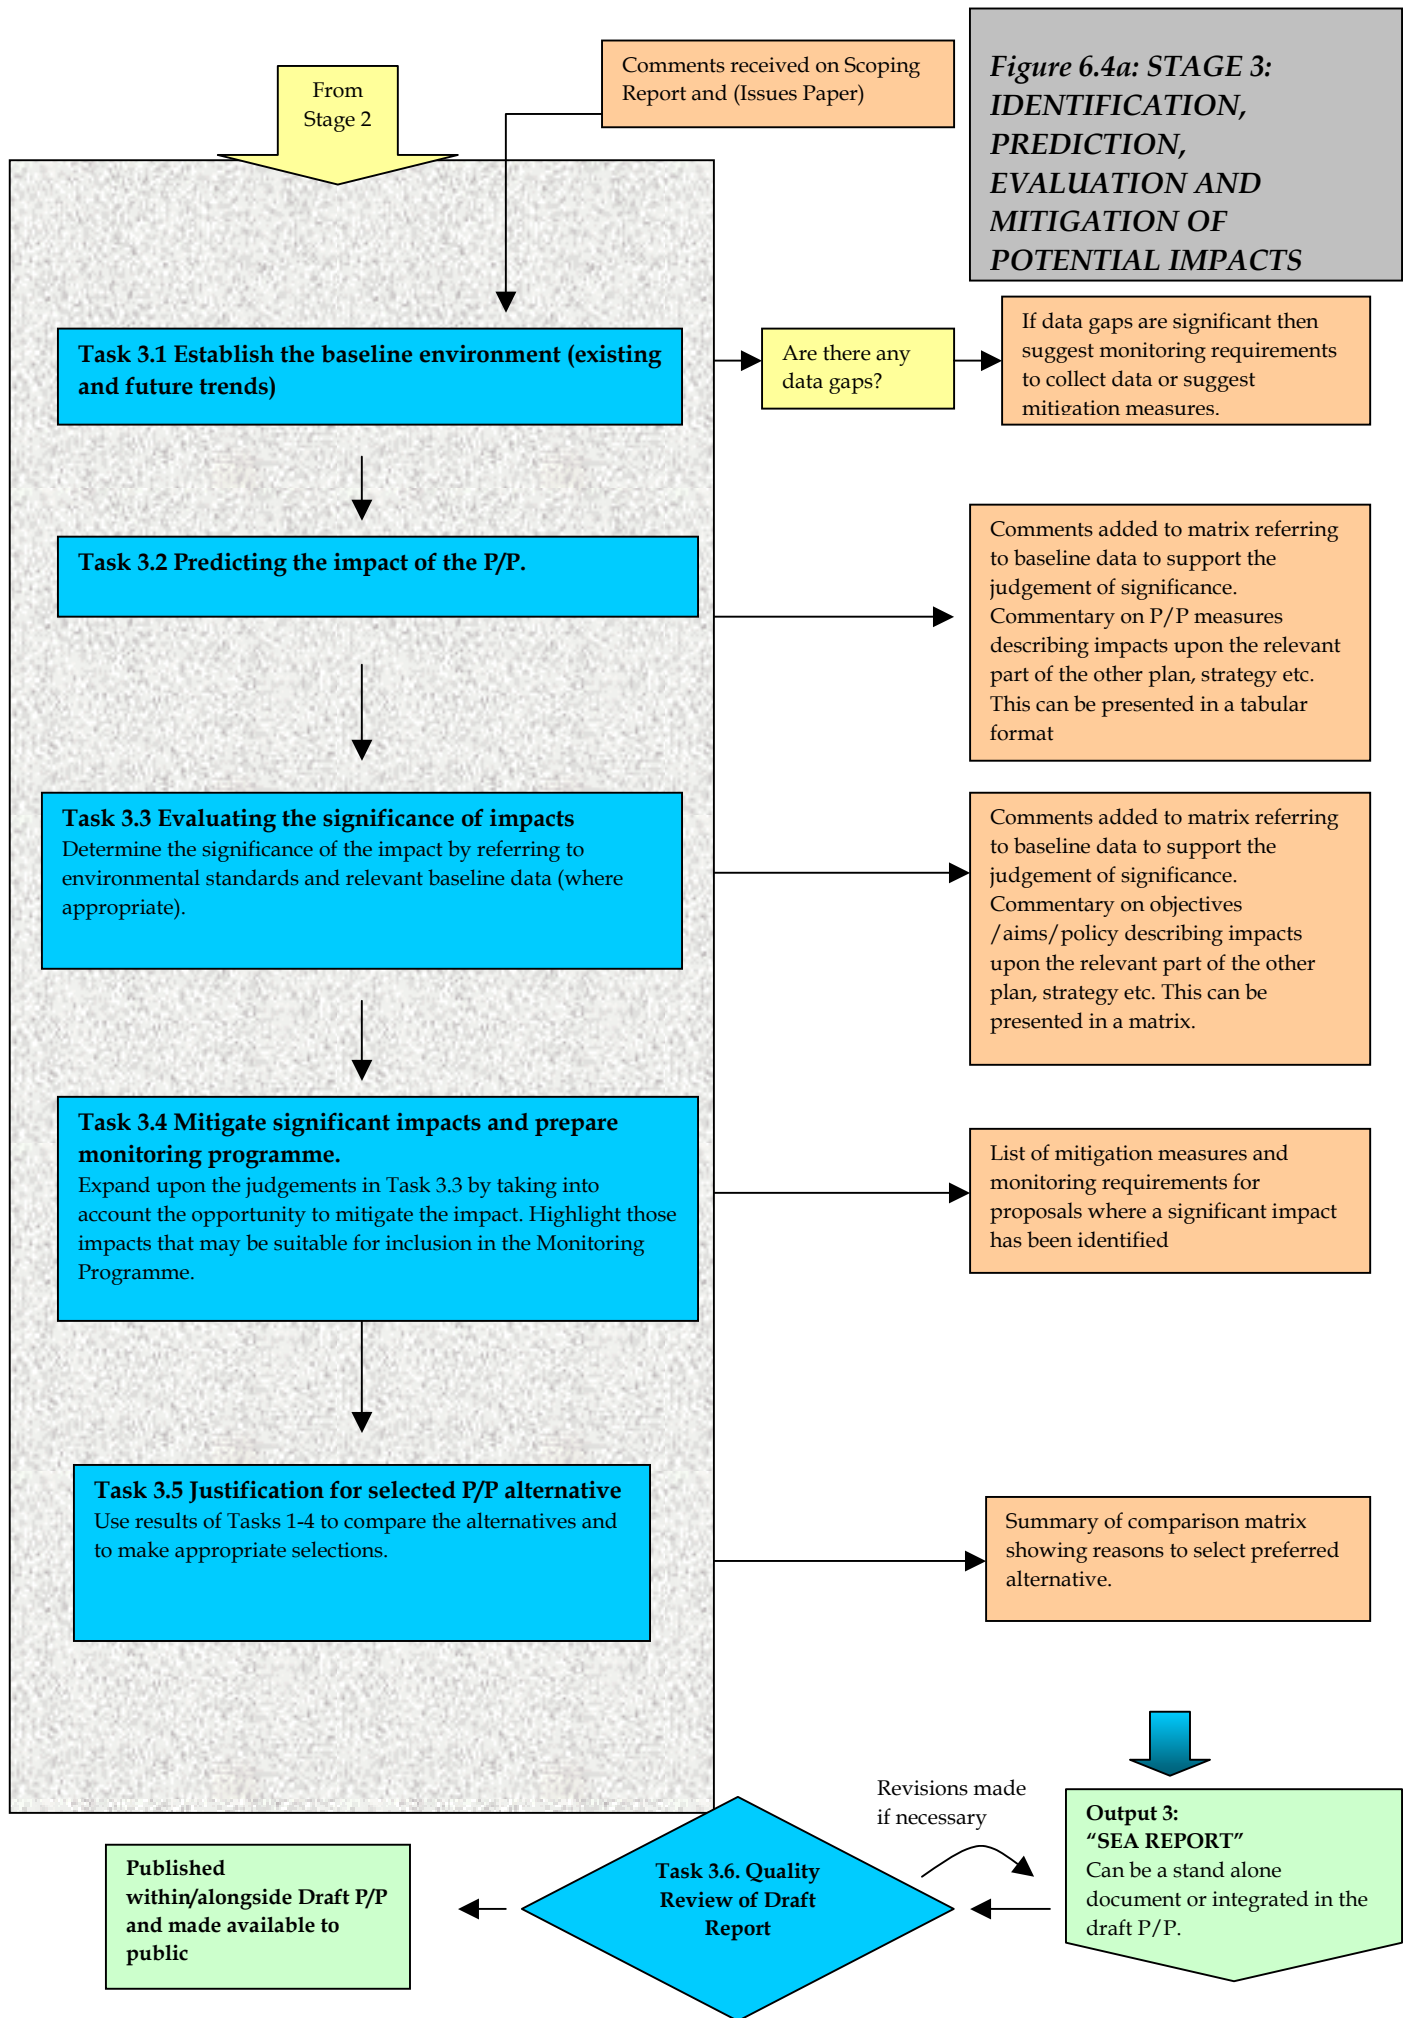 From
Stage 2
Comments received on Scoping
Report and (Issues Paper)
Figure 6.4a: STAGE 3:
IDENTIFICATION,
PREDICTION,
EVALUATION AND
MITIGATION OF
POTENTIAL IMPACTS
Task 3.1 Establish the baseline environment (existing
and future trends)
Are there any
data gaps?
If data gaps are significant then
suggest monitoring requirements
to collect data or suggest
mitigation measures.
Task 3.2 Predicting the impact of the P/P.
Comments added to matrix referring
to baseline data to support the
judgement of significance.
Commentary on P/P measures
describing impacts upon the relevant
part of the other plan, strategy etc.
This can be presented in a tabular
format
Task 3.3 Evaluating the significance of impacts
Determine the significance of the impact by referring to
environmental standards and relevant baseline data (where
appropriate).
Comments added to matrix referring
to baseline data to support the
judgement of significance.
Commentary on objectives
/aims/policy describing impacts
upon the relevant part of the other
plan, strategy etc. This can be
presented in a matrix.
Task 3.4 Mitigate significant impacts and prepare
monitoring programme.
Expand upon the judgements in Task 3.3 by taking into
account the opportunity to mitigate the impact. Highlight those
impacts that may be suitable for inclusion in the Monitoring
Programme.
List of mitigation measures and
monitoring requirements for
proposals where a significant impact
has been identified
Task 3.5 Justification for selected P/P alternative
Use results of Tasks 1-4 to compare the alternatives and
to make appropriate selections.
Summary of comparison matrix
showing reasons to select preferred
alternative.
Revisions made
if necessary
Output 3:
“SEA REPORT”
Can be a stand alone
document or integrated in the
draft P/P.
Task 3.6. Quality
Review of Draft
Report
Published
within/alongside Draft P/P
and made available to
public